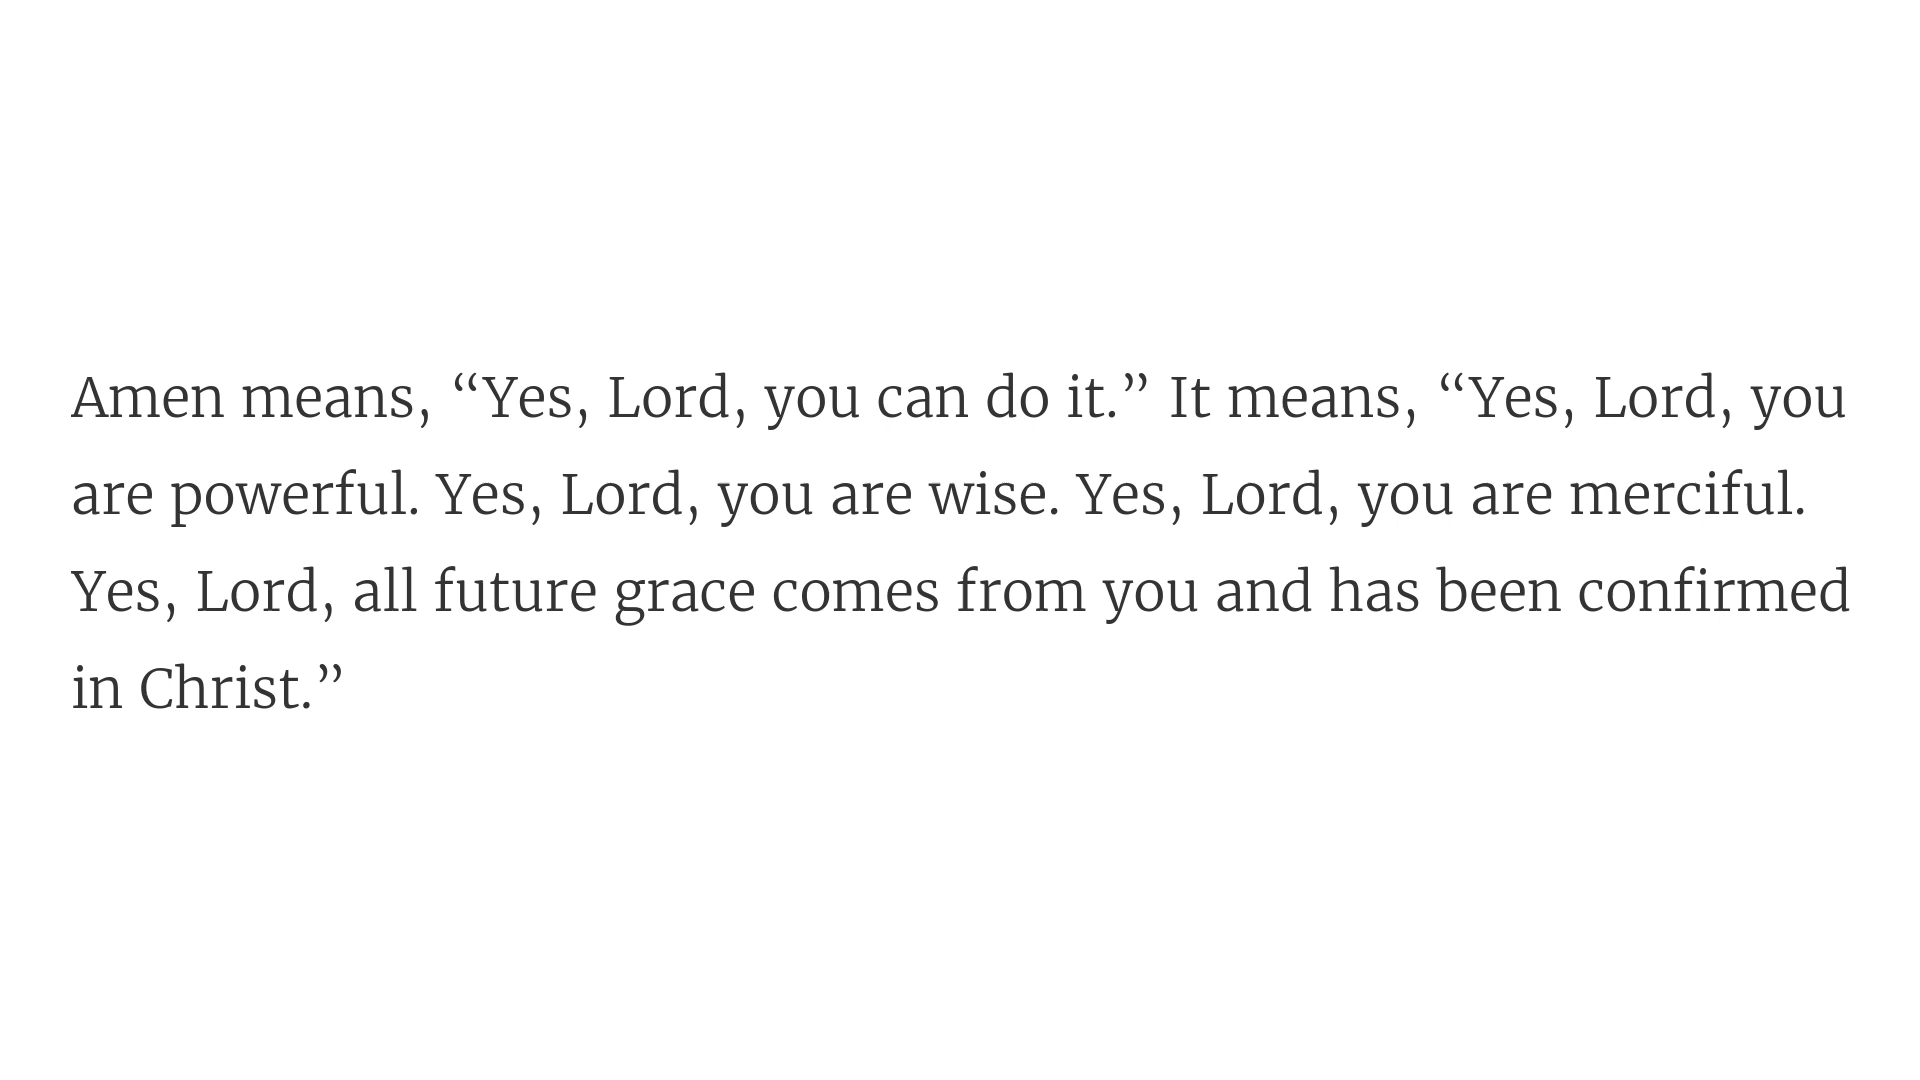 Amen means, “Yes, Lord, you can do it.” It means, “Yes, Lord, you
are powerful. Yes, Lord, you are wise. Yes, Lord, you are merciful.
Yes, Lord, all future grace comes from you and has been confirmed
in Christ.”